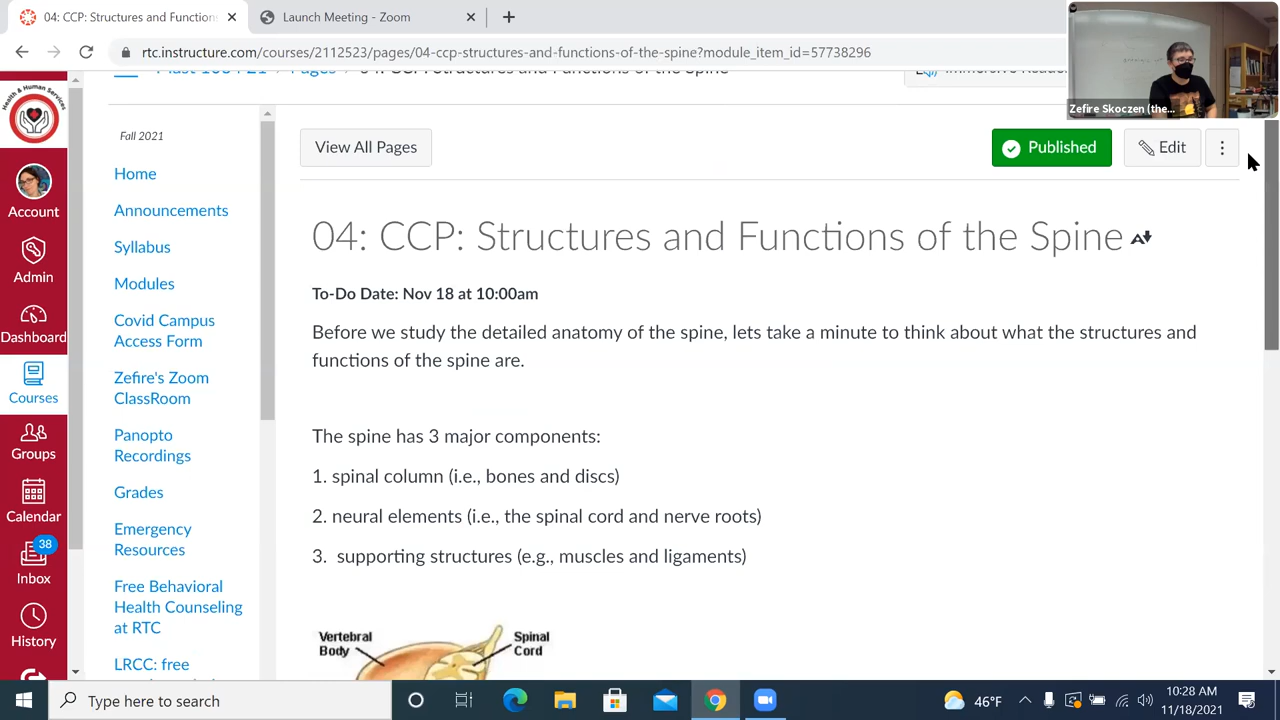 04: CCP: Structures and Function
Launch Meeting - Zoom
rtc.instructure.com/courses/2112523/pages/04-ccp-structures-and-functions-of-the-spine?module_item_id=57738296
Zefire Skoczen (the...
Health & Human Services
Account
Admin
Dashboard
Courses
Groups
Calendar
38
Inbox
History
Fall 2021
Home
Announcements
Syllabus
Modules
Covid Campus
Access Form
Zefire's Zoom
ClassRoom
Panopto
Recordings
Grades
Emergency
Resources
Free Behavioral
Health Counseling
at RTC
LRCC: free
View All Pages
Published
Edit
04: CCP: Structures and Functions of the Spine
To-Do Date: Nov 18 at 10:00am
Before we study the detailed anatomy of the spine, lets take a minute to think about what the structures and
functions of the spine are.
The spine has 3 major components:
1. spinal column (i.e., bones and discs)
2. neural elements (i.e., the spinal cord and nerve roots)
3. supporting structures (e.g., muscles and ligaments)
Vertebral
Body
Spinal
Cord
Type here to search
46°F
10:28 AM
11/18/2021